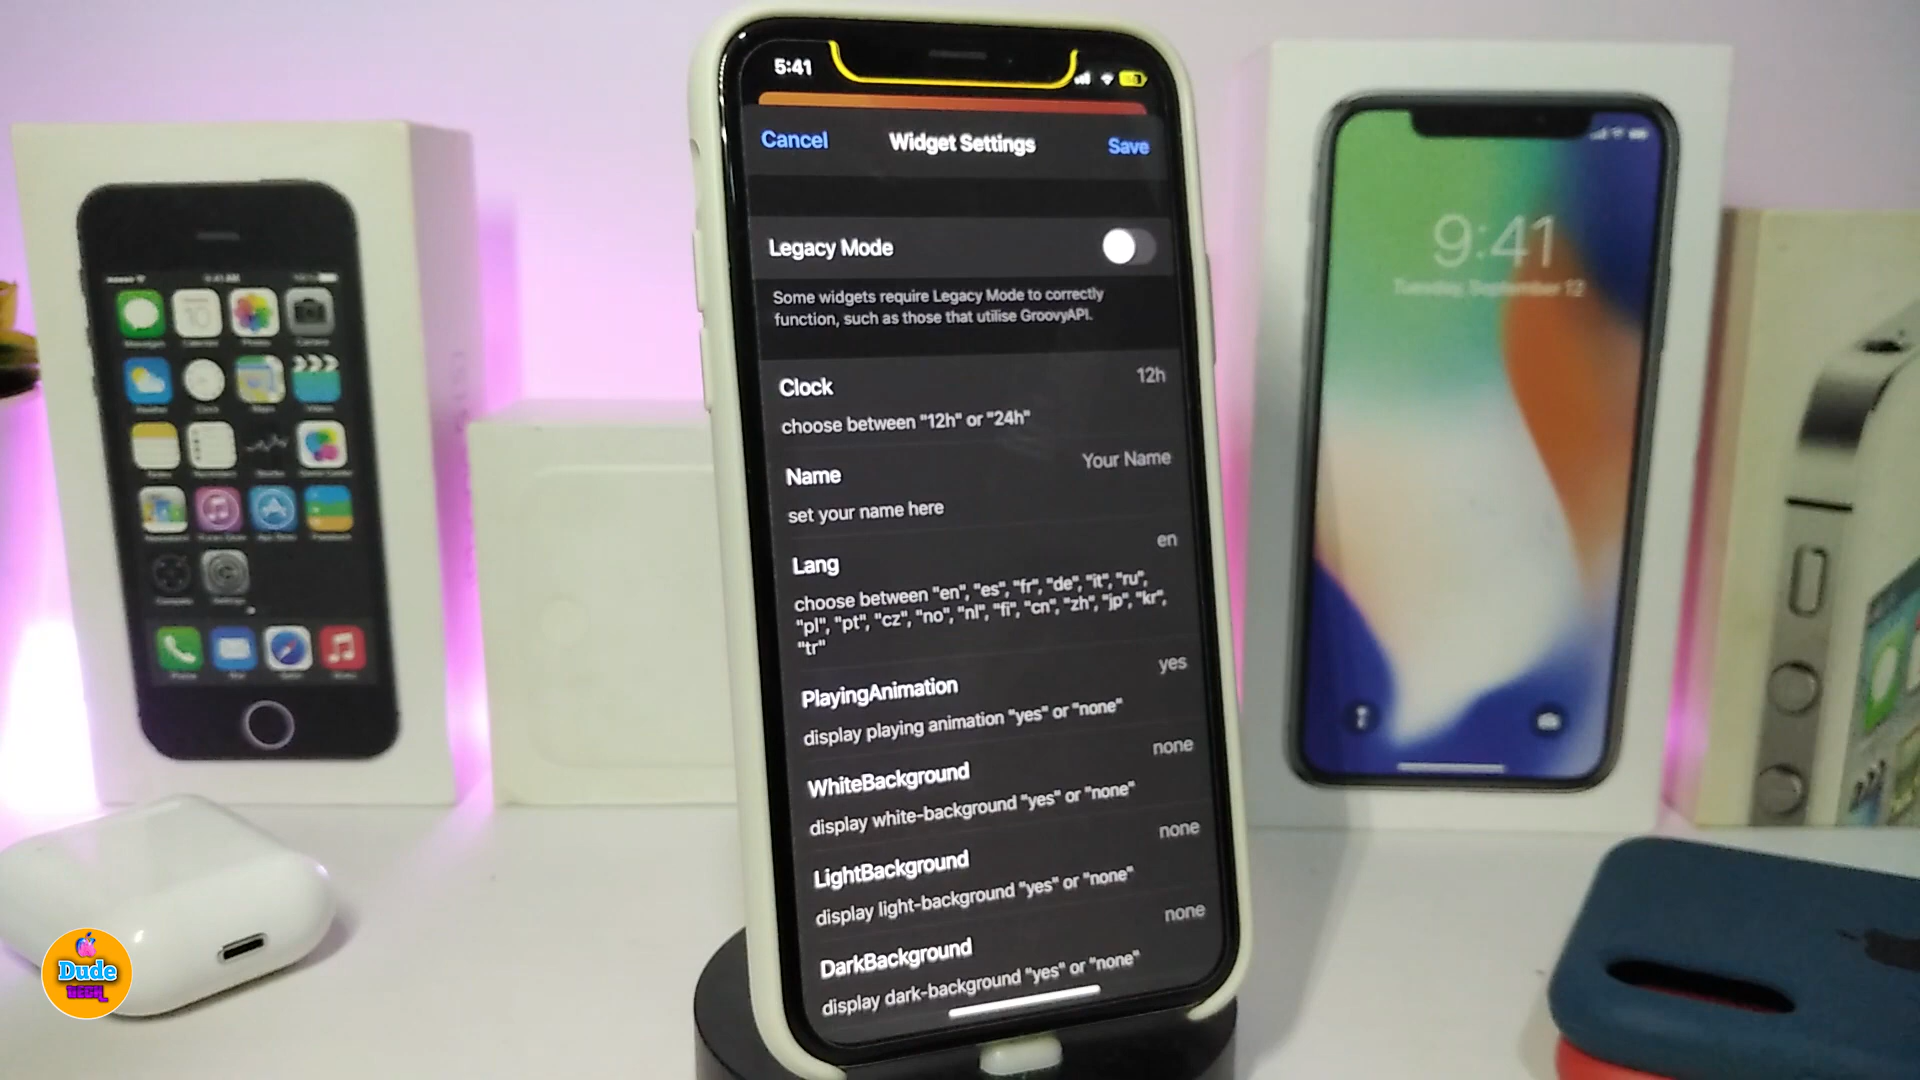 5:41
Cancel
Widget Settings
Save
Legacy Mode
Some widgets require Legacy Mode to correctly
function, such as those that utilise GroovyAPI.
Clock
12h
choose between "12h" or "24h"
Name
Your Name
set your name here
Lang
en
choose between "en", "es", "fr", "de", "it", "ru",
"pl", "pt", "cz", "no", "nl", "fi", "cn", "zh", "jp", "kr",
"tr"
PlayingAnimation
yes
display playing animation "yes" or "none"
WhiteBackground
none
display white-background "yes" or "none"
LightBackground
none
display light-background "yes" or "none"
DarkBackground
none
display dark-background "yes" or "none"
9:41
Tuesday, September 12
Dude
TECH